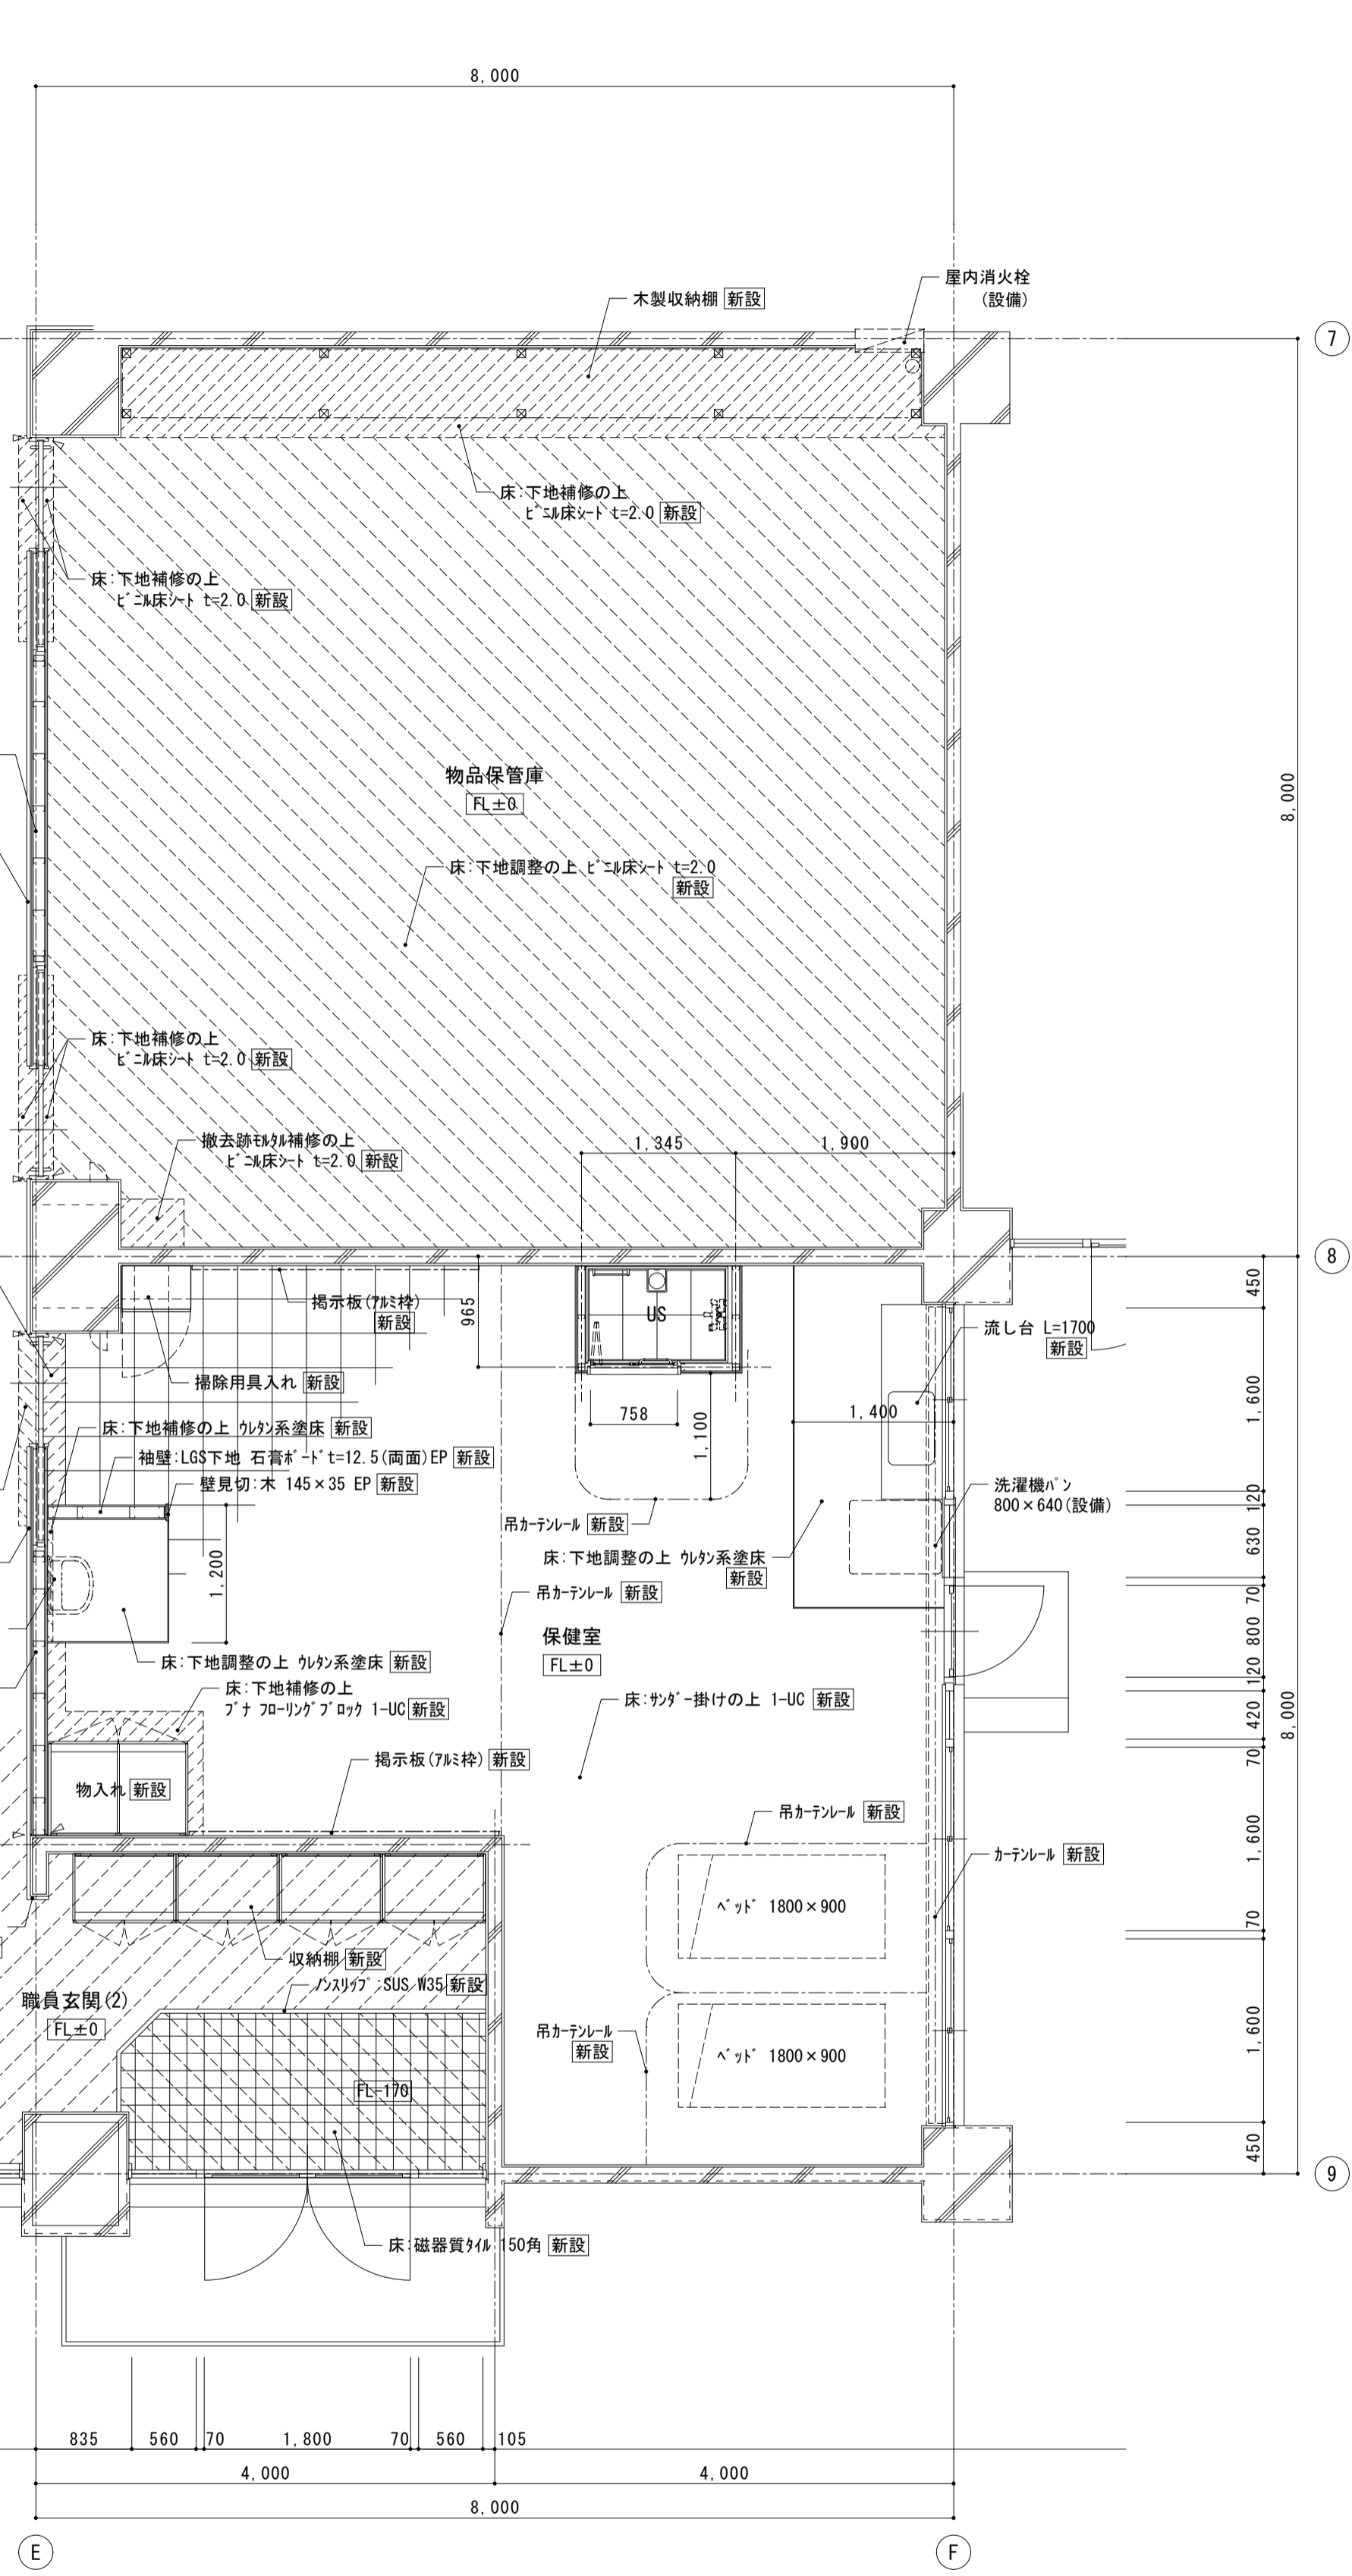 8,000
木製収納棚 新設
屋内消火栓
(設備)
7
床:下地補修の上
ﾋﾞﾆﾙ床ｼｰﾄ t=2.0 新設
床:下地補修の上
ﾋﾞﾆﾙ床ｼｰﾄ t=2.0 新設
物品保管庫
FL±0
8,000
床:下地調整の上 ﾋﾞﾆﾙ床ｼｰﾄ t=2.0
新設
床:下地補修の上
ﾋﾞﾆﾙ床ｼｰﾄ t=2.0 新設
撤去跡ﾓﾙﾀﾙ補修の上
ﾋﾞﾆﾙ床ｼｰﾄ t=2.0 新設
1,345
1,900
8
450
掲示板(ｱﾙﾐ枠)
新設
965
US
流し台 L=1700
新設
掃除用具入れ 新設
758
1,100
1,400
1,600
床:下地補修の上 ｳﾚﾀﾝ系塗床 新設
袖壁:LGS下地 石膏ﾎﾞｰﾄﾞt=12.5(両面)EP 新設
壁見切:木 145×35 EP 新設
洗濯機ﾊﾟﾝ
800×640(設備)
120
吊ｶｰﾃﾝﾚｰﾙ 新設
630
床:下地調整の上 ｳﾚﾀﾝ系塗床
新設
1,200
吊ｶｰﾃﾝﾚｰﾙ 新設
70
保健室
FL±0
800
床:下地調整の上 ｳﾚﾀﾝ系塗床 新設
120
床:下地補修の上
ﾌﾞﾅ ﾌﾛｰﾘﾝｸﾞﾌﾞﾛｯｸ 1-UC 新設
床:ｻﾝﾀﾞｰ掛けの上 1-UC 新設
420
8,000
70
掲示板(ｱﾙﾐ枠) 新設
物入れ 新設
吊ｶｰﾃﾝﾚｰﾙ 新設
1,600
ｶｰﾃﾝﾚｰﾙ 新設
ﾍﾞｯﾄﾞ 1800×900
70
収納棚 新設
ﾉﾝｽﾘｯﾌﾟ:SUS W35 新設
職員玄関(2)
FL±0
吊ｶｰﾃﾝﾚｰﾙ
新設
ﾍﾞｯﾄﾞ 1800×900
1,600
FL-170
450
9
床:磁器質ﾀｲﾙ 150角 新設
835
560
70
1,800
70
560
105
4,000
4,000
8,000
E
F